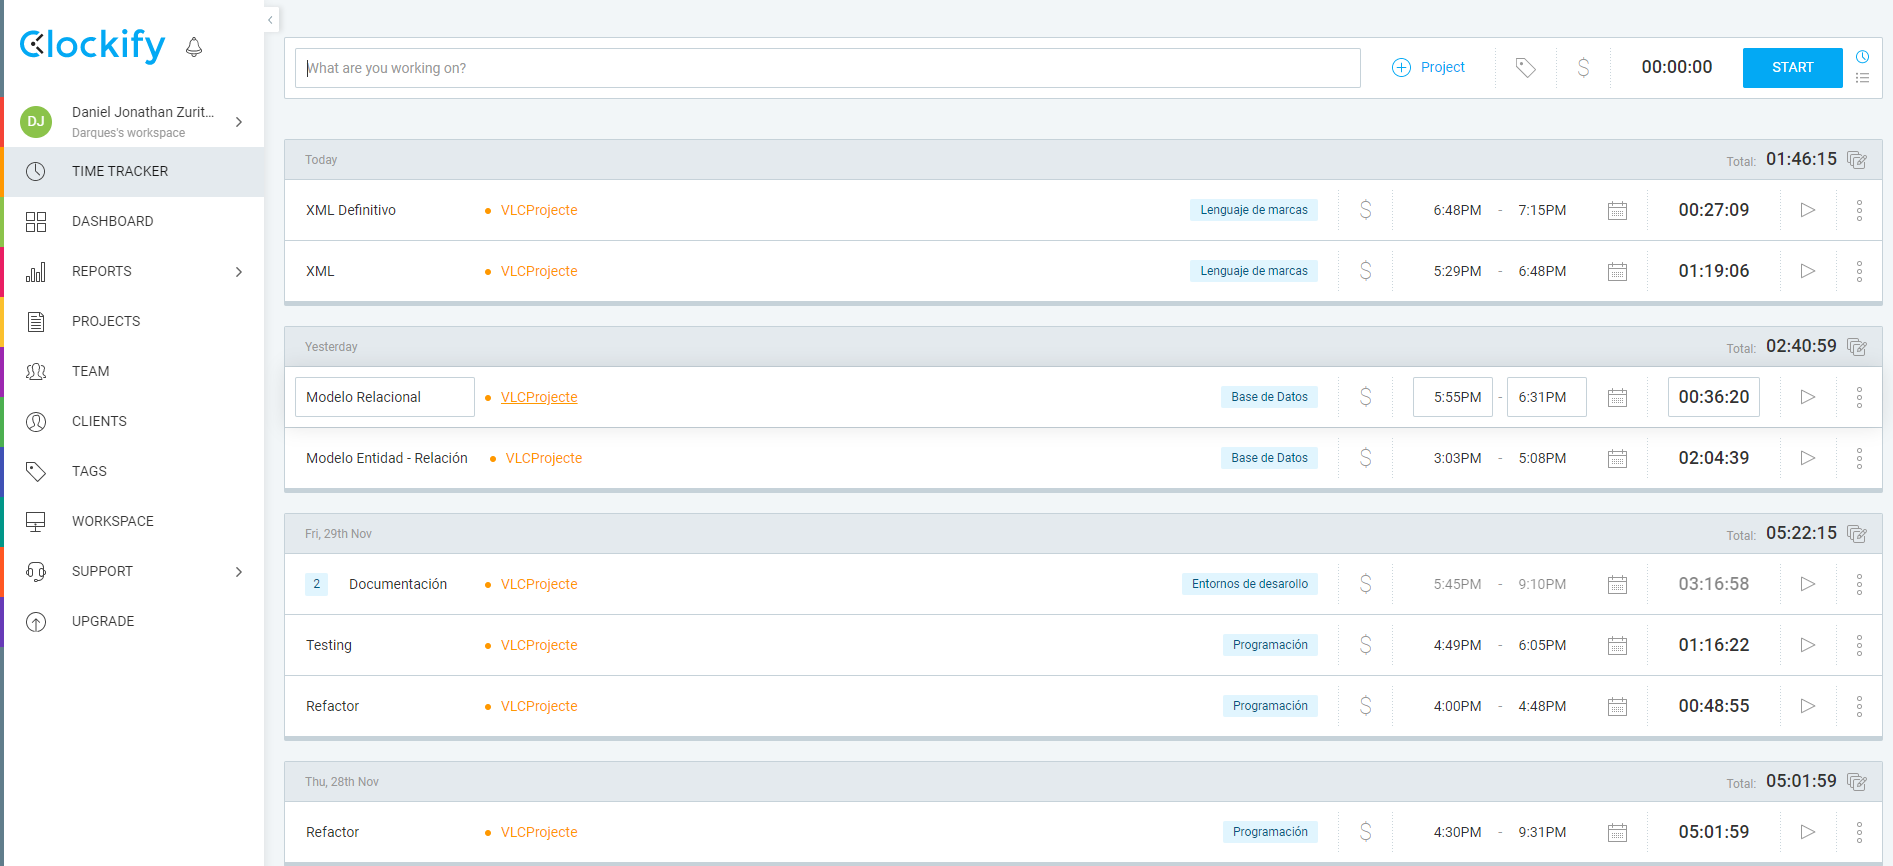 Clockify
DJ
Daniel Jonathan Zurit...
Darques's workspace
TIME TRACKER
DASHBOARD
REPORTS
PROJECTS
TEAM
CLIENTS
TAGS
WORKSPACE
SUPPORT
UPGRADE
What are you working on? Project $ 00:00:00 START
Today Total: 01:46:15
XML Definitivo • VLCProjecte Lenguaje de marcas $ 6:48PM - 7:15PM 00:27:09
XML • VLCProjecte Lenguaje de marcas $ 5:29PM - 6:48PM 01:19:06
Yesterday Total: 02:40:59
Modelo Relacional • VLCProjecte Base de Datos $ 5:55PM - 6:31PM 00:36:20
Modelo Entidad - Relación • VLCProjecte Base de Datos $ 3:03PM - 5:08PM 02:04:39
Fri, 29th Nov Total: 05:22:15
2 Documentación • VLCProjecte Entornos de desarollo $ 5:45PM - 9:10PM 03:16:58
Testing • VLCProjecte Programación $ 4:49PM - 6:05PM 01:16:22
Refactor • VLCProjecte Programación $ 4:00PM - 4:48PM 00:48:55
Thu, 28th Nov Total: 05:01:59
Refactor • VLCProjecte Programación $ 4:30PM - 9:31PM 05:01:59